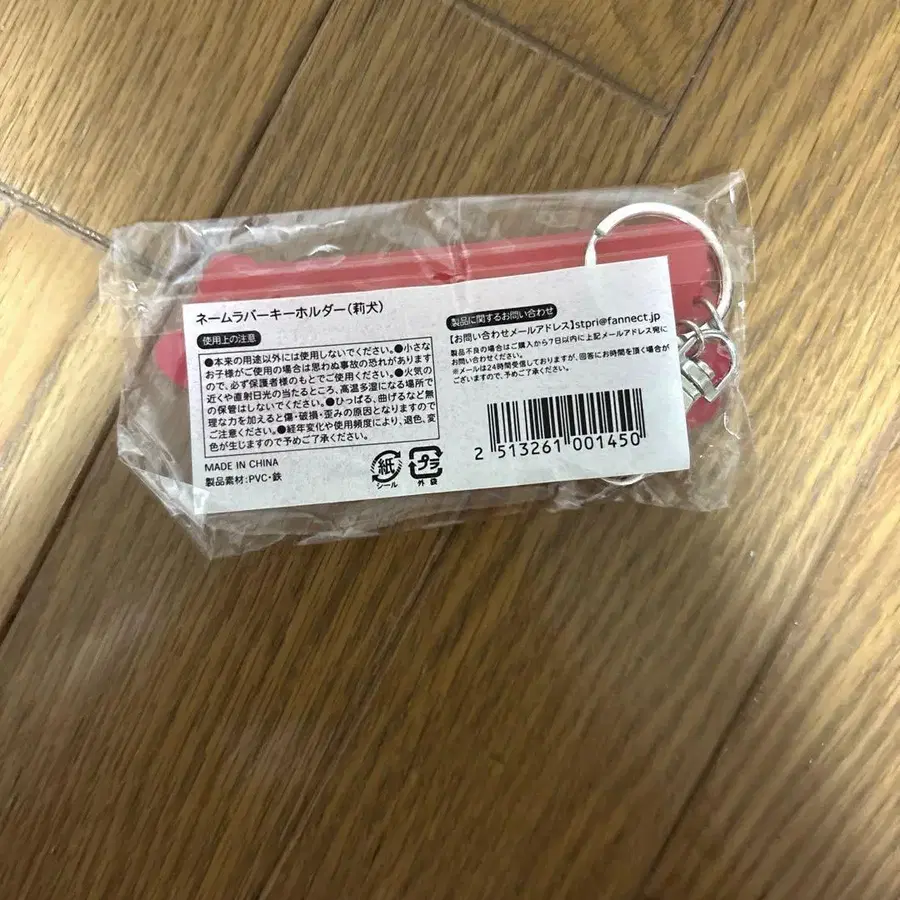 ネームラバーキーホルダー(莉犬)
使用上の注意
●本来の用途以外には使用しないでください。●小さな
お子様がご使用の場合は思わぬ事故の恐れがあります
ので、必ず保護者様のもとでご使用ください。●火気の
近くや直射日光の当たるところ、高温多湿になる場所で
の保管はしないでください。●ひっぱる、曲げるなど無
理な力を加えると傷・破損・歪みの原因となりますので
ご注意ください。●経年変化や使用頻度により、退色、変
色が生じますので予めご了承ください。
MADE IN CHINA
製品素材:PVC・鉄
紙
シール
プラ
外袋
製品に関するお問い合わせ
【お問い合わせメールアドレス】stpri@fannect.jp
製品不良の場合はご購入から7日以内に上記メールアドレス宛に
お問い合わせください。
※メールは24時間受信しておりますが、回答にお時間を頂く場合が
ございますので、予めご了承ください。
2 513261 001450